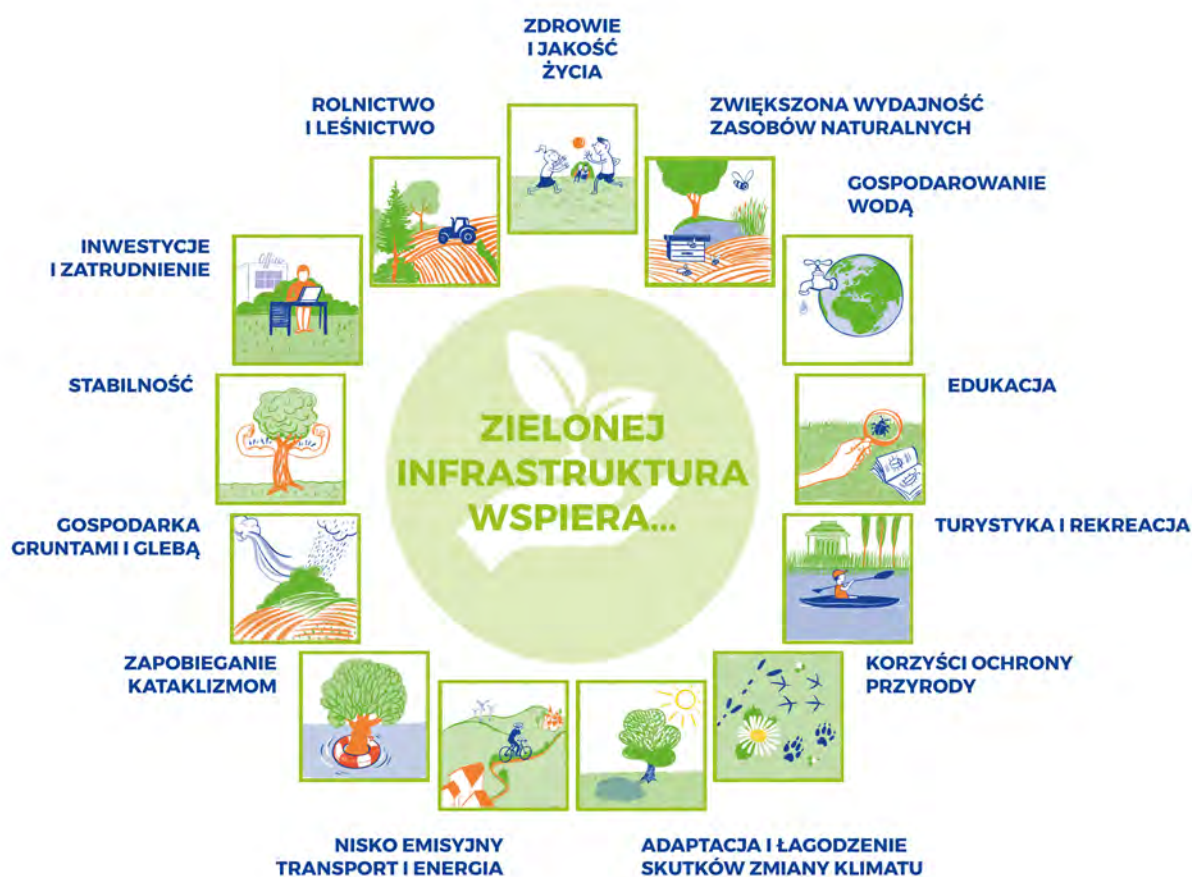 ZDROWIE
I JAKOŚĆ
ŻYCIA
ROLNICTWO
I LEŚNICTWO
ZWIĘKSZONA WYDAJNOŚĆ
ZASOBÓW NATURALNYCH
GOSPODAROWANIE
WODĄ
INWESTYCJE
I ZATRUDNIENIE
Office
STABILNOŚĆ
EDUKACJA
ZIELONEJ
INFRASTRUKTURA
WSPIERA...
GOSPODARKA
GRUNTAMI I GLEBĄ
TURYSTYKA I REKREACJA
ZAPOBIEGANIE
KATAKLIZMOM
KORZYŚCI OCHRONY
PRZYRODY
NISKO EMISYJNY
TRANSPORT I ENERGIA
ADAPTACJA I ŁAGODZENIE
SKUTKÓW ZMIANY KLIMATU